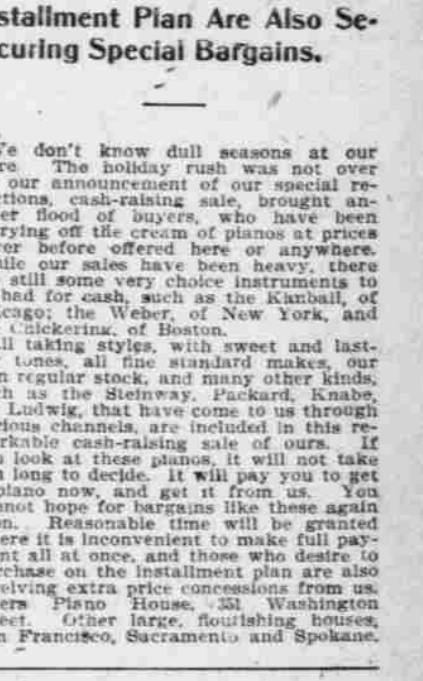 stallment Plan Are Also Se-
curing Special Bargains.
e don't know dull seasons at our
re. The holiday rush was not over
our announcement of our special re-
ctions, cash-raising sale, brought an-
er flood of buyers, who have been
rying off the cream of pianos at prices
er before offered here or anywhere.
ile our sales have been heavy, there
still some very choice instruments to
had for cash, such as the Kimball, of
cago; the Weber, of New York, and
Chickering, of Boston.
ll taking styles, with sweet and last-
tones, all fine standard makes, our
n regular stock, and many other kinds,
ch as the Steinway, Packard, Knabe,
Ludwig, that have come to us through
rious channels, are included in this re-
rkable cash-raising sale of ours. If
look at these pianos, it will not take
long to decide. It will pay you to get
piano now, and get it from us. You
not hope for bargains like these again
on. Reasonable time will be granted
ere it is inconvenient to make full pay-
nt all at once, and those who desire to
rchase on the installment plan are also
eiving extra price concessions from us.
ers Piano House, 351 Washington
eet. Other large, flourishing houses,
n Francisco, Sacramento and Spokane.